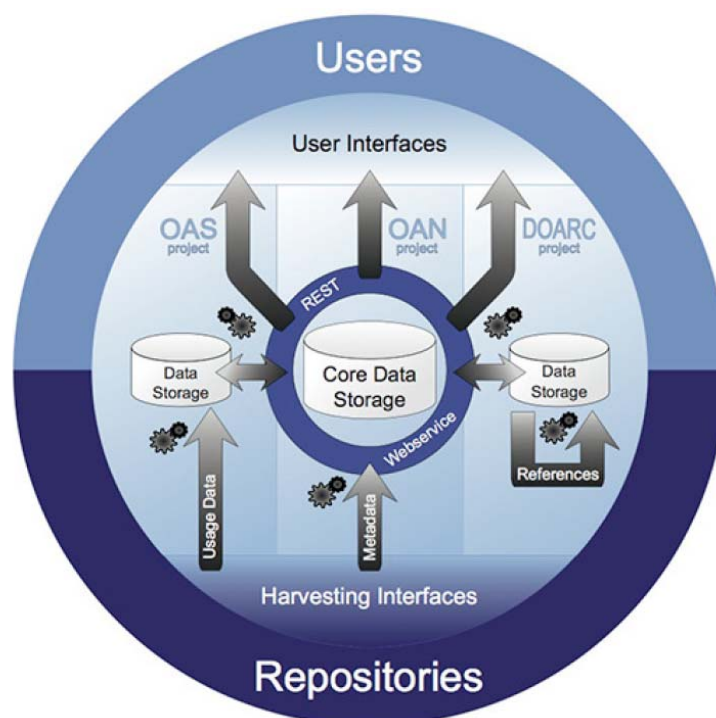 Users
User Interfaces
OAS
project
OAN
project
DOARC
project
REST
Data
Storage
Core Data
Storage
Data
Storage
Webservice
References
Usage Data
Metadata
Harvesting Interfaces
Repositories